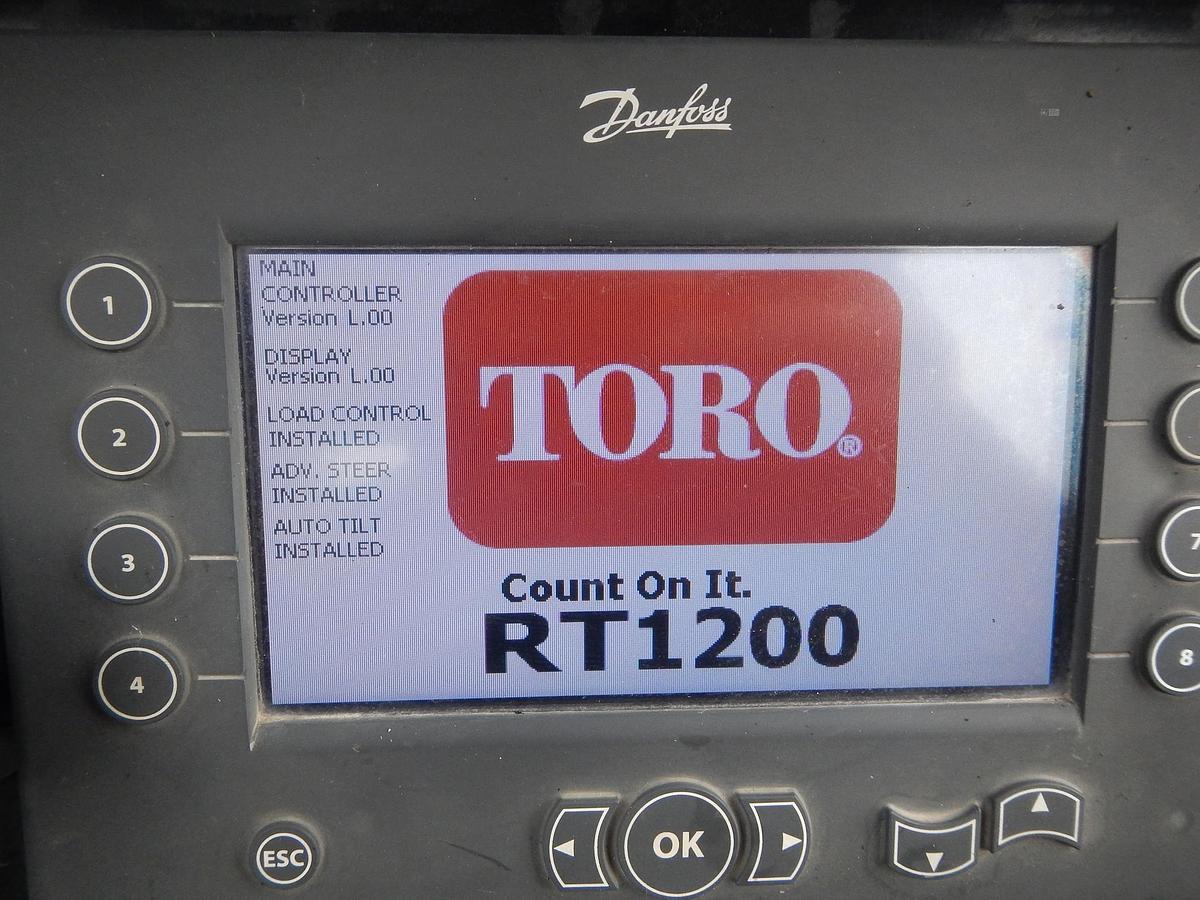 Danfoss
MAIN
CONTROLLER
Version L.00
DISPLAY
Version L.00
LOAD CONTROL
INSTALLED
ADV. STEER
INSTALLED
AUTO TILT
INSTALLED
TORO®
Count On It.
RT1200
1
2
3
4
7
8
ESC
OK